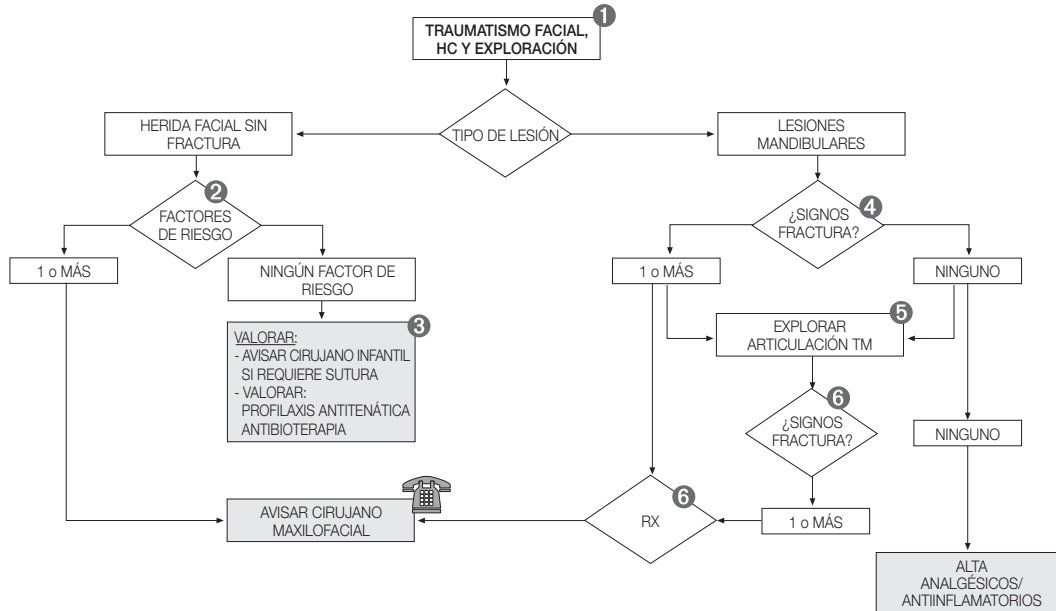 1
TRAUMATISMO FACIAL,
HC Y EXPLORACIÓN
HERIDA FACIAL SIN
FRACTURA
TIPO DE LESIÓN
LESIONES
MANDIBULARES
2
FACTORES
DE RIESGO
4
¿SIGNOS
FRACTURA?
1 o MÁS
NINGÚN FACTOR DE
RIESGO
1 o MÁS
NINGUNO
3
VALORAR:
- AVISAR CIRUJANO INFANTIL
SI REQUIERE SUTURA
- VALORAR:
PROFILAXIS ANTITENÁTICA
ANTIBIOTERAPIA
5
EXPLORAR
ARTICULACIÓN TM
6
¿SIGNOS
FRACTURA?
NINGUNO
AVISAR CIRUJANO
MAXILOFACIAL
6
RX
1 o MÁS
ALTA
ANALGÉSICOS/
ANTIINFLAMATORIOS